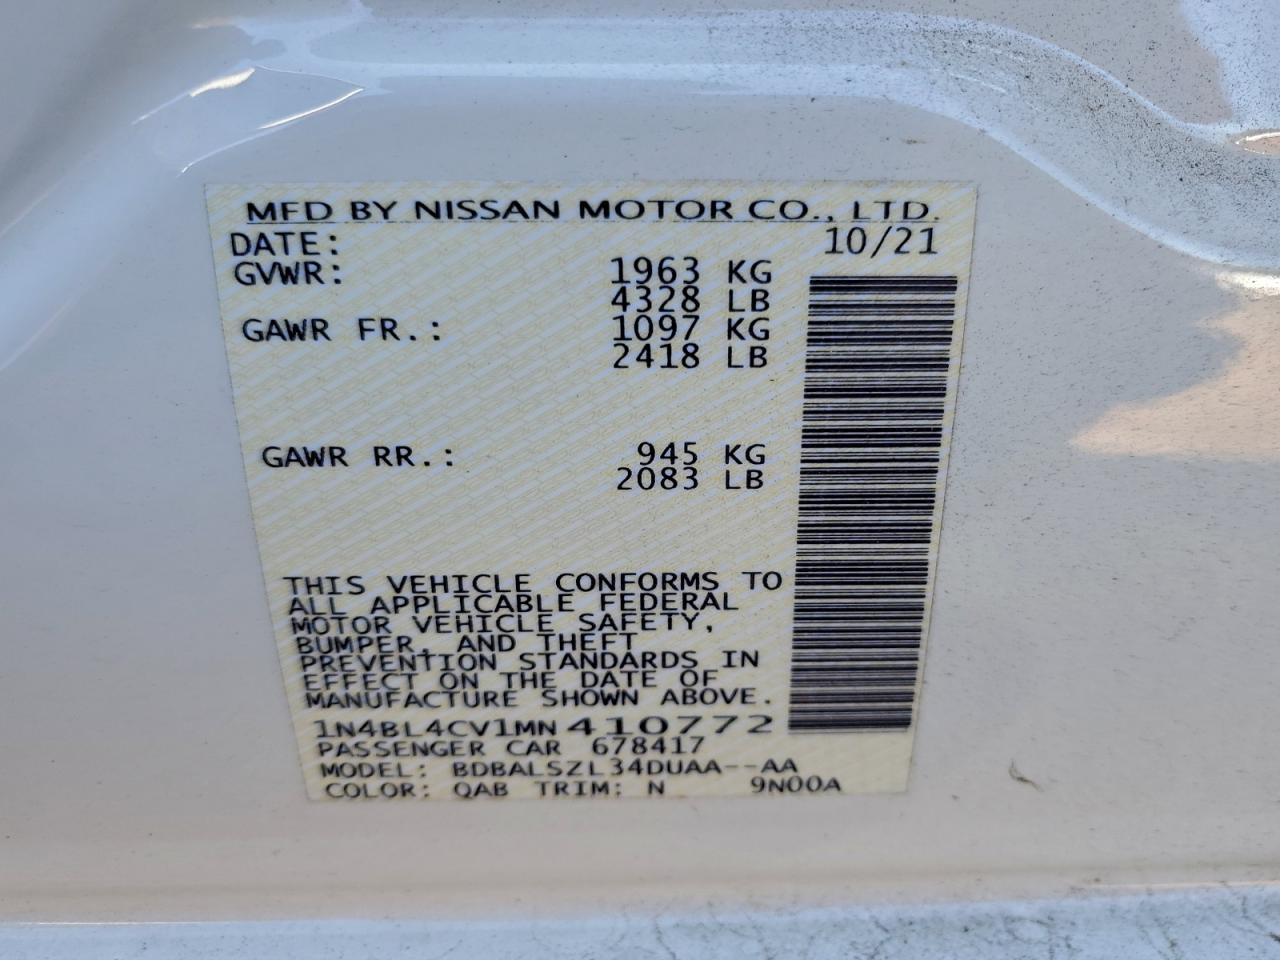 MFD BY NISSAN MOTOR CO., LTD.
DATE: 10/21
GVWR: 1963 KG
4328 LB
GAWR FR.: 1097 KG
2418 LB
GAWR RR.: 945 KG
2083 LB
THIS VEHICLE CONFORMS TO
ALL APPLICABLE FEDERAL
MOTOR VEHICLE SAFETY,
BUMPER, AND THEFT
PREVENTION STANDARDS IN
EFFECT ON THE DATE OF
MANUFACTURE SHOWN ABOVE.
1N4BL4CV1MN410772
PASSENGER CAR 678417
MODEL: BDBALSZL34DUAA--AA
COLOR: QAB TRIM: N 9N00A